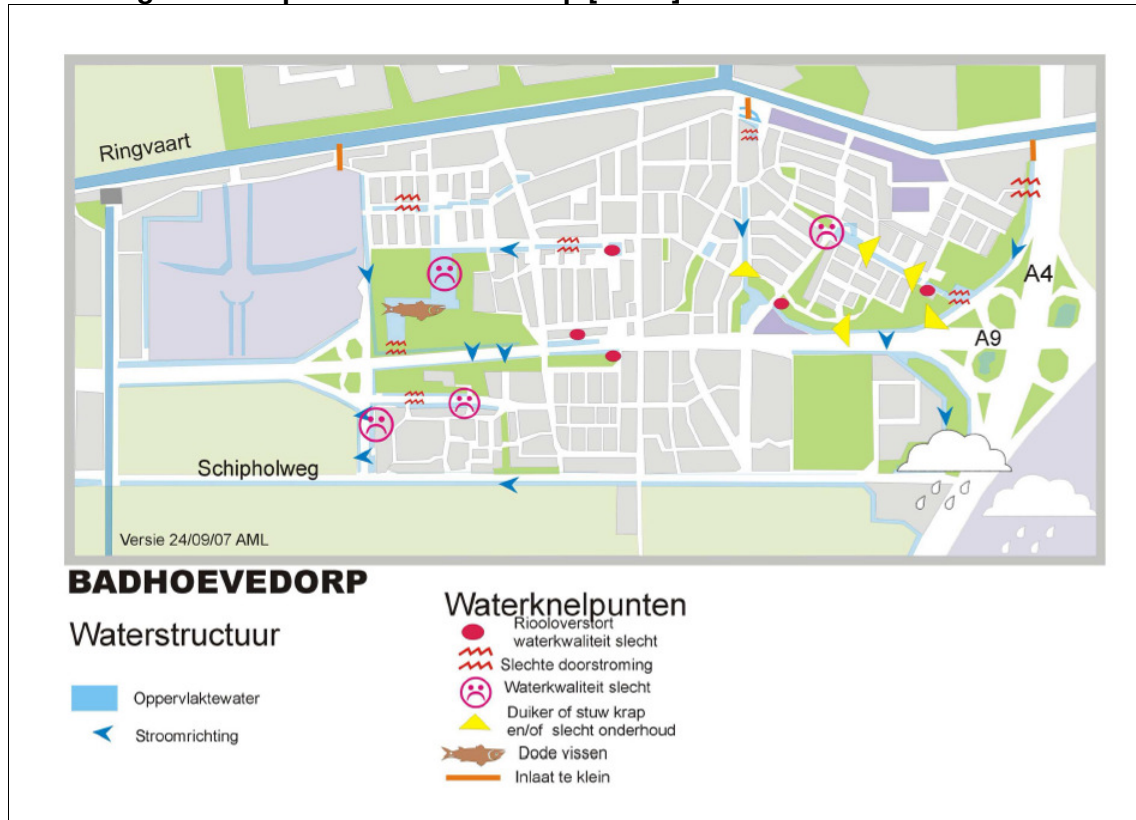 Ringvaart
A4
A9
Schipholweg
Versie 24/09/07 AML
BADHOEVEDORP
Waterstructuur
Oppervlaktewater
Stroomrichting
Waterknelpunten
Riooloverstort
waterkwaliteit slecht
Slechte doorstroming
Waterkwaliteit slecht
Duiker of stuw krap
en/of slecht onderhoud
Dode vissen
Inlaat te klein